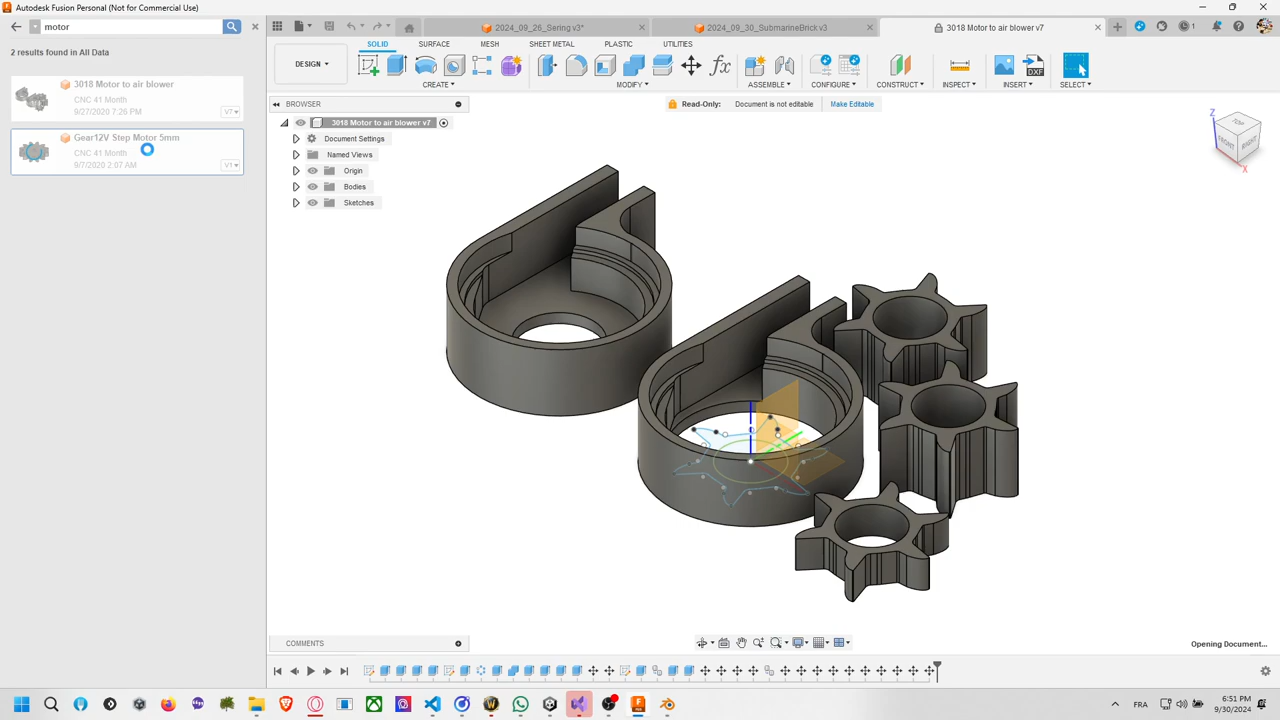 Autodesk Fusion Personal (Not for Commercial Use)
motor
2024_09_26_Sering v3*
2024_09_30_SubmarineBrick v3
3018 Motor to air blower v7
1
2 results found in All Data
SOLID
SURFACE
MESH
SHEET METAL
PLASTIC
UTILITIES
DESIGN
CREATE
MODIFY
ASSEMBLE
CONFIGURE
CONSTRUCT
INSPECT
INSERT
SELECT
DXF
3018 Motor to air blower
CNC 41 Month
9/27/2020 7:26 PM
V7
Gear12V Step Motor 5mm
CNC 41 Month
9/7/2020 2:07 AM
V1
BROWSER
Read-Only:
Document is not editable
Make Editable
3018 Motor to air blower v7
Document Settings
Named Views
Origin
Bodies
Sketches
Z
TOP
FRONT
RIGHT
X
COMMENTS
Opening Document...
FRA
6:51 PM
9/30/2024